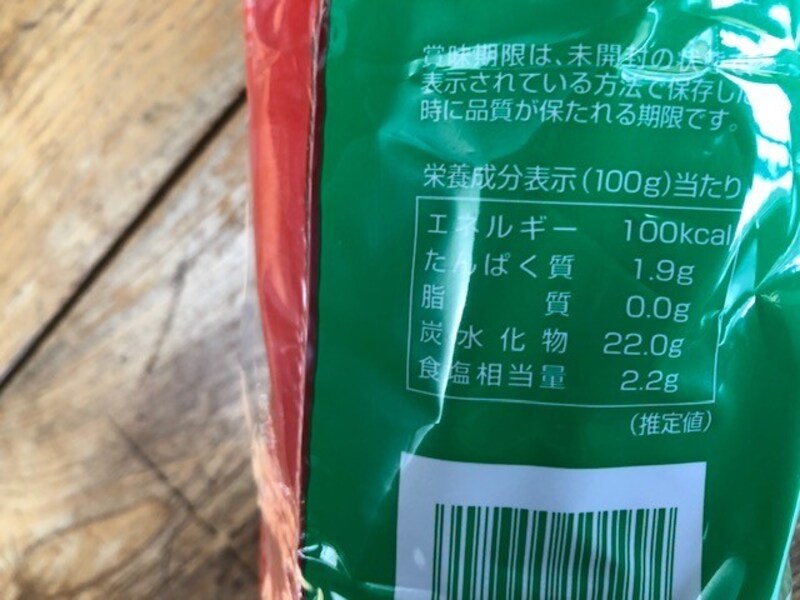 賞味期限は、未開封の状態で
表示されている方法で保存した
時に品質が保たれる期限です。
栄養成分表示(100g)当たり
エネルギー 100kcal
たんぱく質 1.9g
脂質 0.0g
炭水化物 22.0g
食塩相当量 2.2g
(推定値)